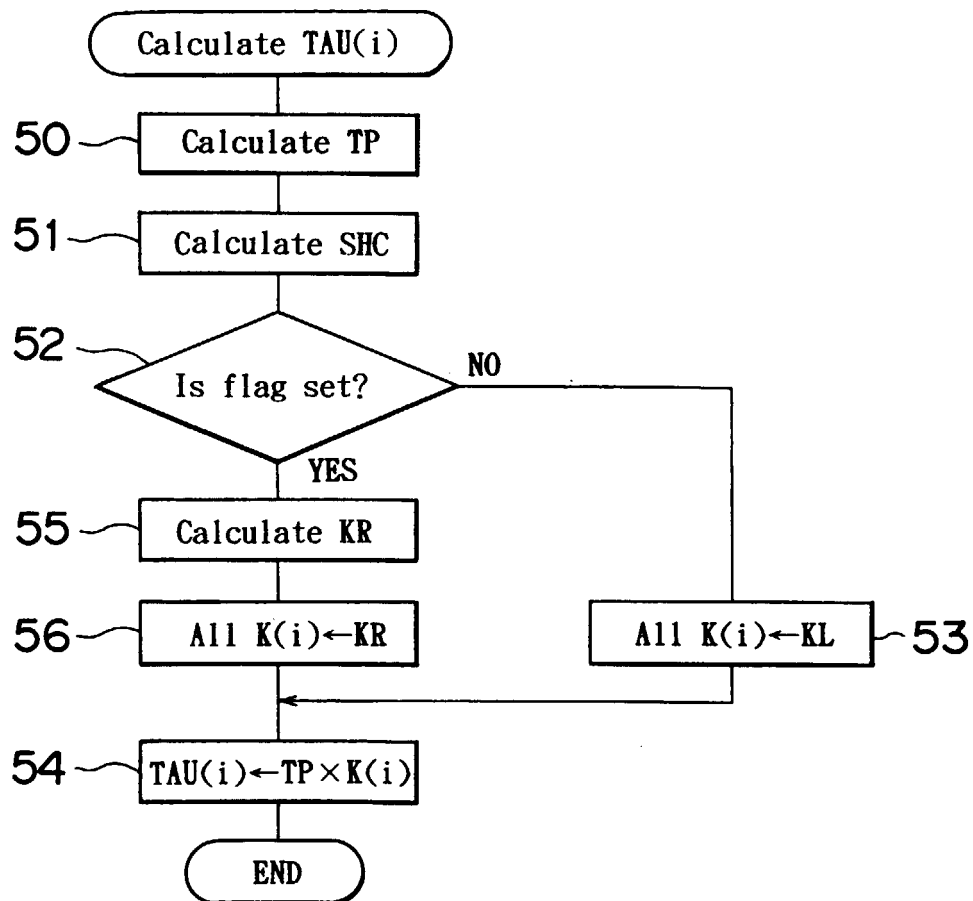 Calculate TAU(i)
50
Calculate TP
51
Calculate SHC
52
Is flag set?
NO
YES
55
Calculate KR
56
All K(i)←KR
All K(i)←KL
53
54
TAU(i)←TP×K(i)
END